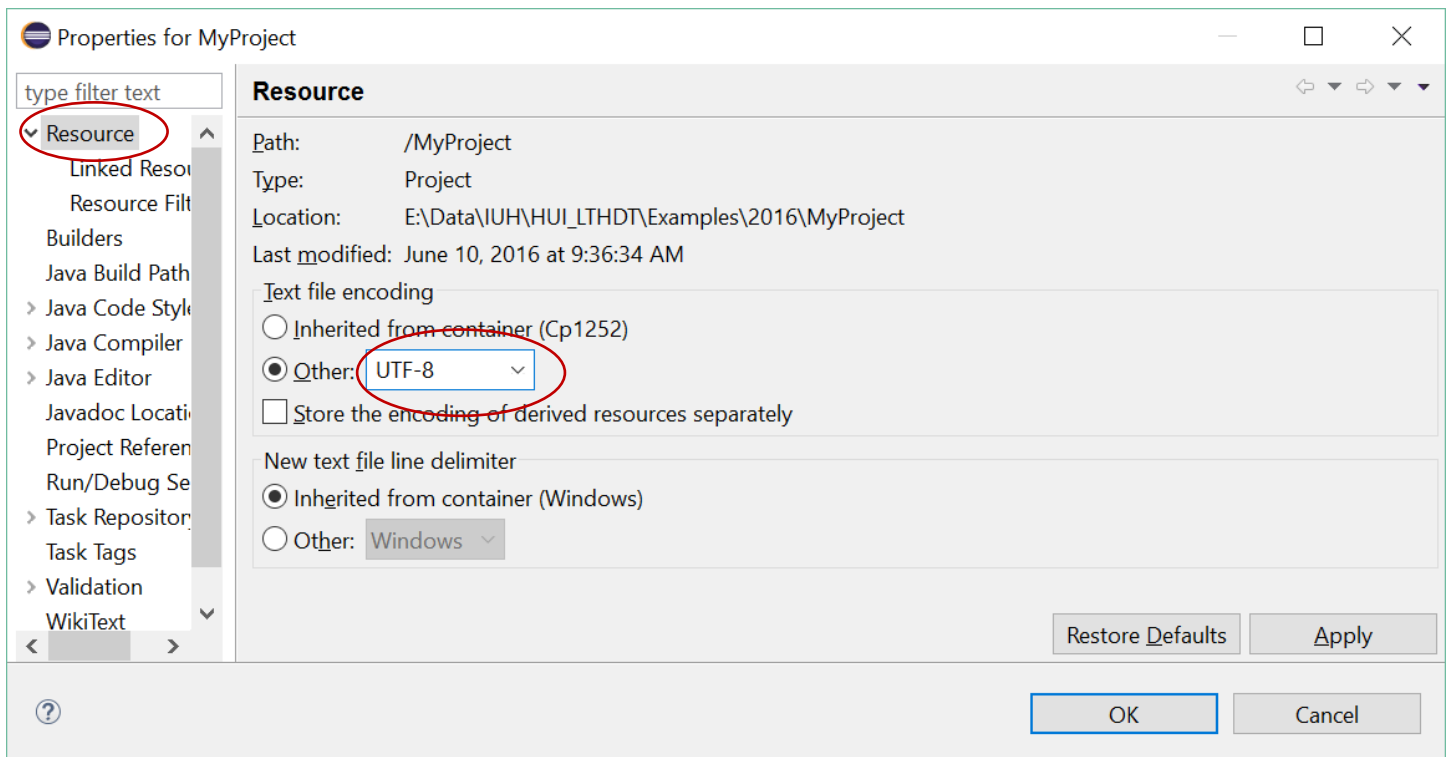 Properties for MyProject
type filter text
Resource
Linked Resou
Resource Filt
Builders
Java Build Path
Java Code Style
Java Compiler
Java Editor
Javadoc Locati
Project Referen
Run/Debug Se
Task Repository
Task Tags
Validation
WikiText
Resource
Path: /MyProject
Type: Project
Location: E:\Data\IUH\HUI_LTHDT\Examples\2016\MyProject
Last modified: June 10, 2016 at 9:36:34 AM
Text file encoding
Inherited from container (Cp1252)
Other: UTF-8
Store the encoding of derived resources separately
New text file line delimiter
Inherited from container (Windows)
Other: Windows
Restore Defaults Apply
? OK Cancel